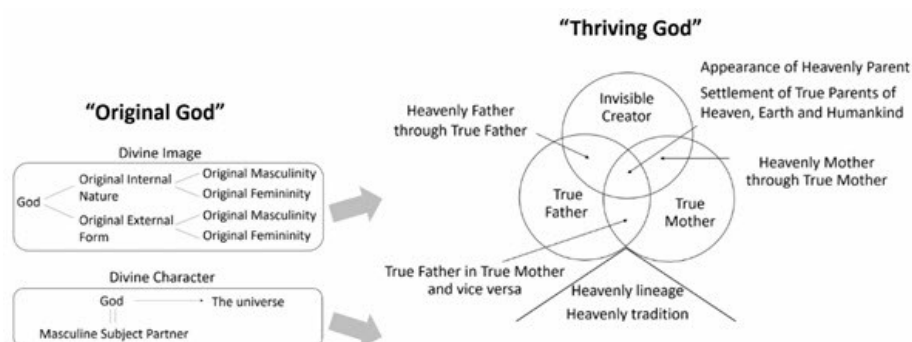 “Original God”
Divine Image
God
Original Internal
Nature
Original Masculinity
Original Femininity
Original External
Form
Original Masculinity
Original Femininity
Divine Character
God
The universe
Masculine Subject Partner
“Thriving God”
Appearance of Heavenly Parent
Settlement of True Parents of
Heaven, Earth and Humankind
Heavenly Father
through True Father
Invisible
Creator
Heavenly Mother
through True Mother
True
Father
True
Mother
True Father in True Mother
and vice versa
Heavenly lineage
Heavenly tradition